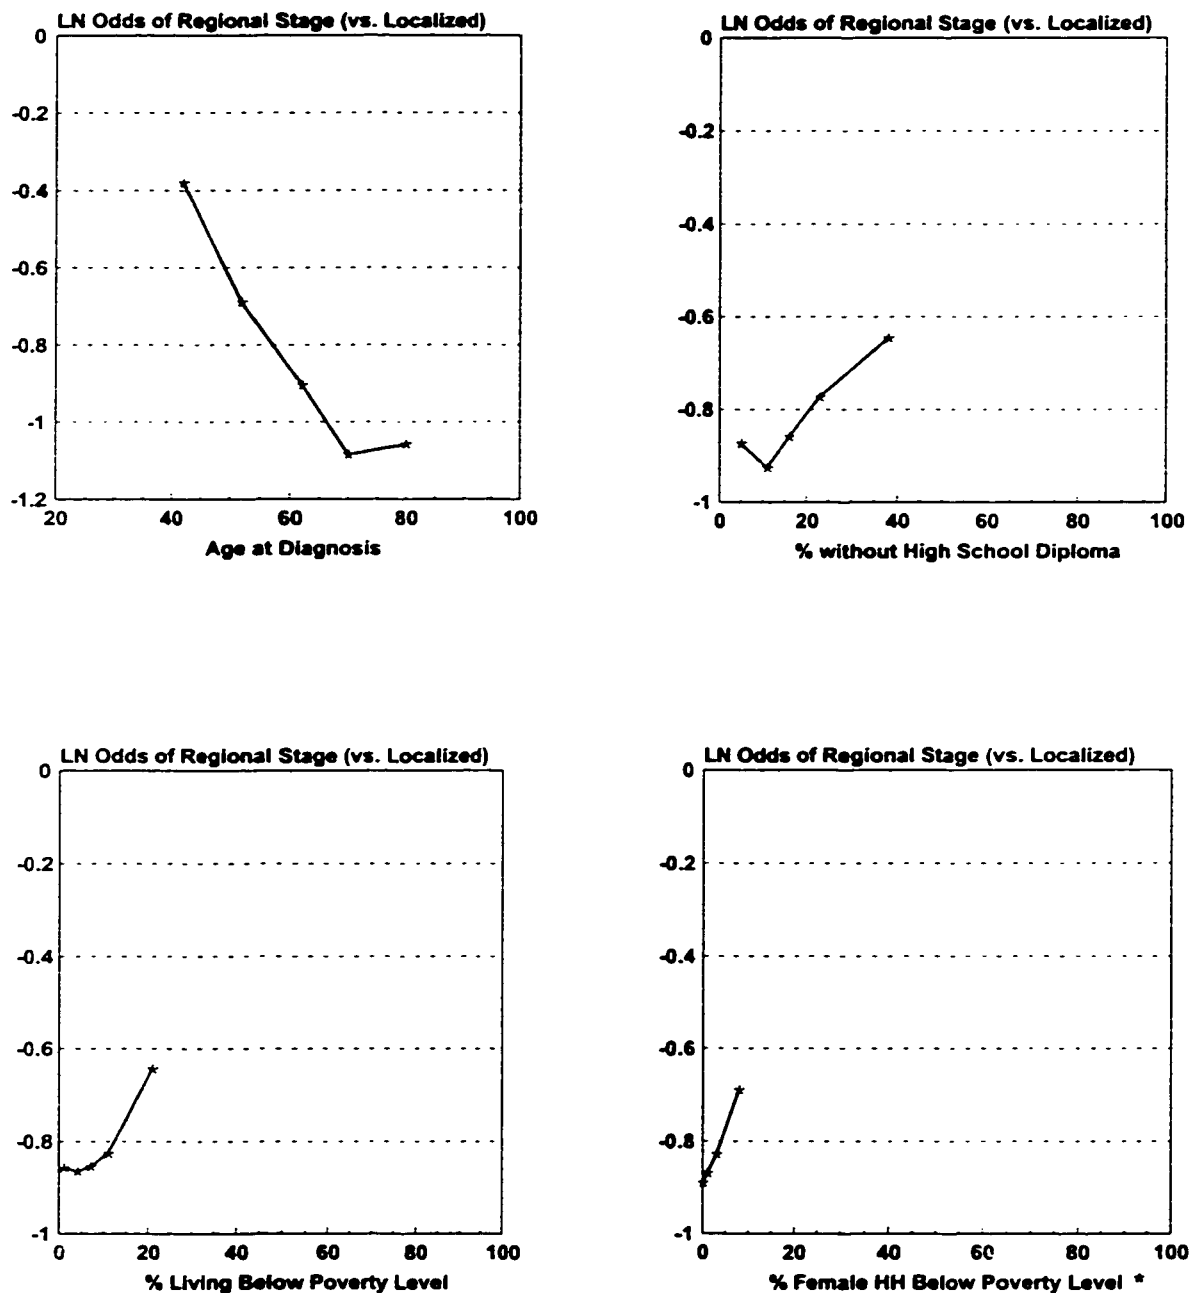 LN Odds of Regional Stage (vs. Localized)
0
-0.2
-0.4
-0.6
-0.8
-1
-1.2
20 40 60 80 100
Age at Diagnosis
LN Odds of Regional Stage (vs. Localized)
0
-0.2
-0.4
-0.6
-0.8
-1
0 20 40 60 80 100
% without High School Diploma
LN Odds of Regional Stage (vs. Localized)
0
-0.2
-0.4
-0.6
-0.8
-1
0 20 40 60 80 100
% Living Below Poverty Level
LN Odds of Regional Stage (vs. Localized)
0
-0.2
-0.4
-0.6
-0.8
-1
0 20 40 60 80 100
% Female HH Below Poverty Level *